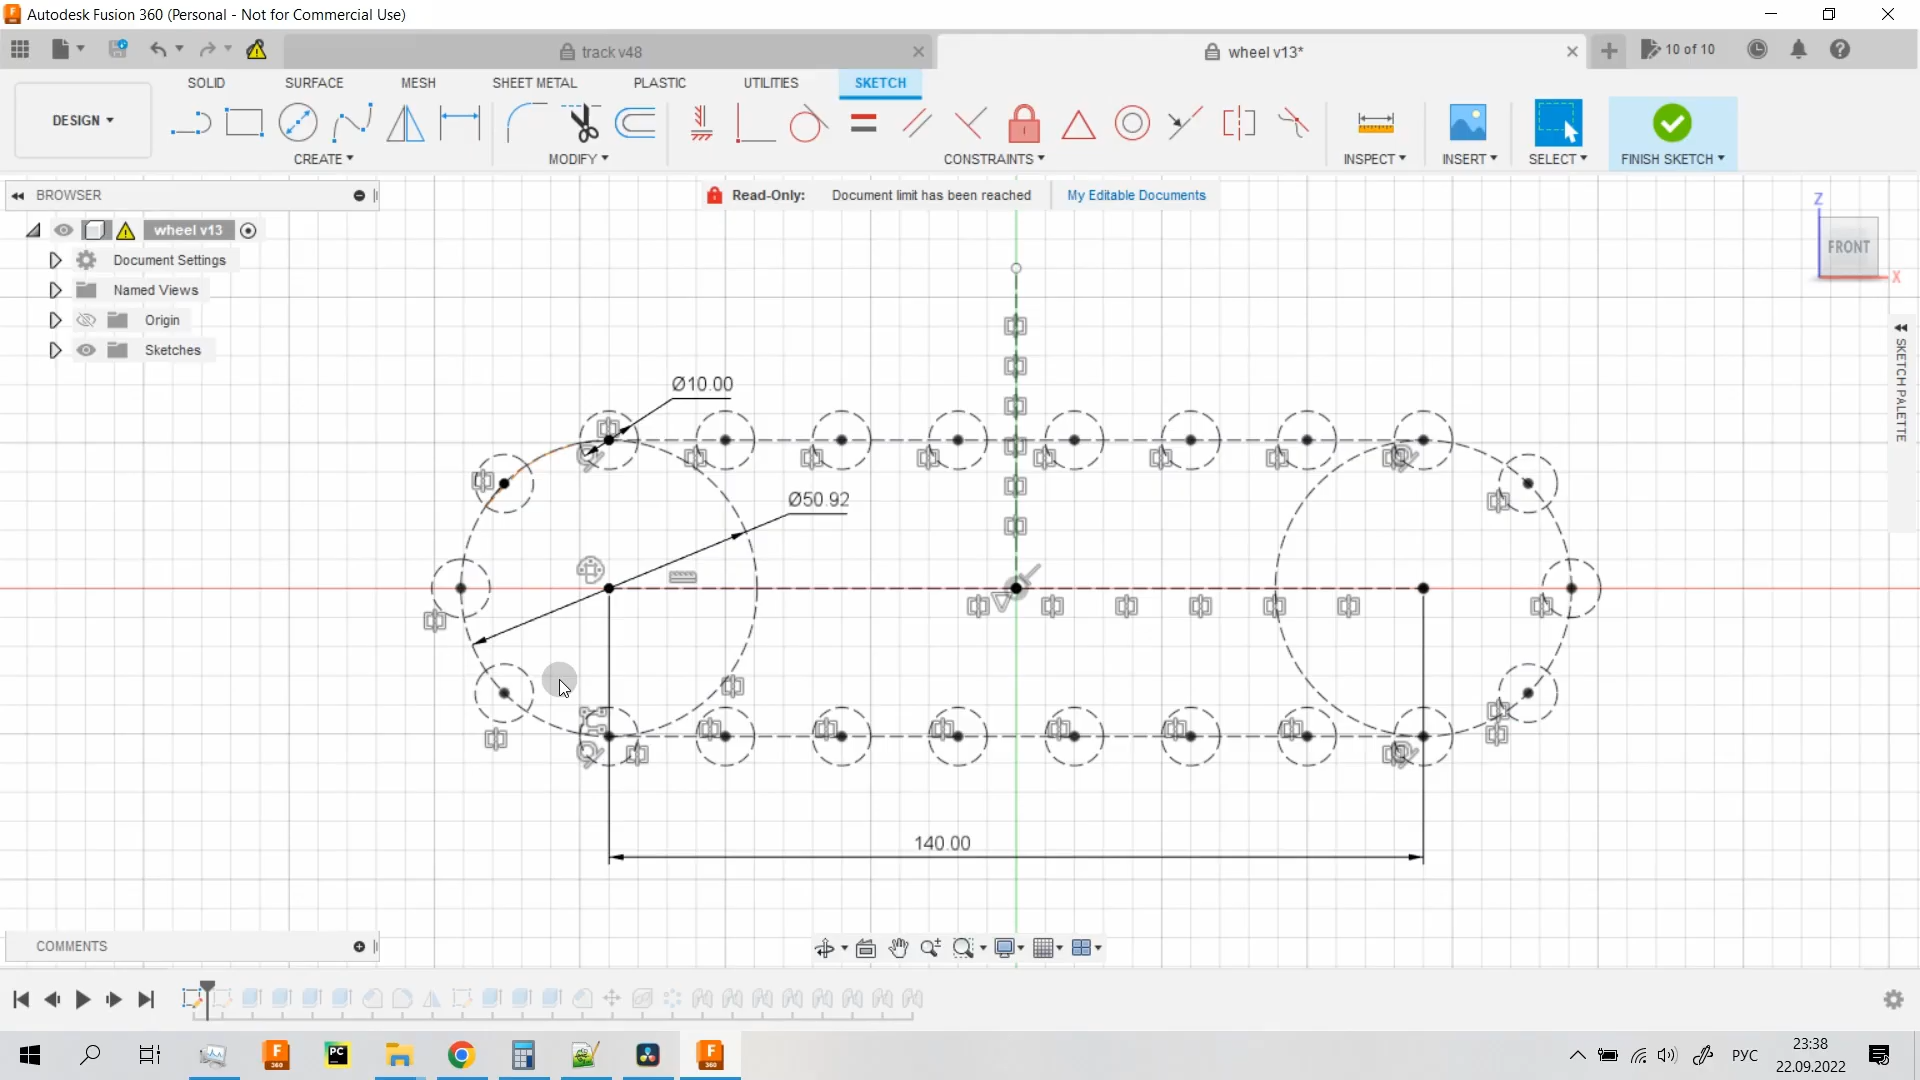 Autodesk Fusion 360 (Personal - Not for Commercial Use)
track v48
wheel v13*
10 of 10
DESIGN
SOLID
SURFACE
MESH
SHEET METAL
PLASTIC
UTILITIES
SKETCH
CREATE
MODIFY
CONSTRAINTS
INSPECT
INSERT
SELECT
FINISH SKETCH
BROWSER
Read-Only: Document limit has been reached My Editable Documents
wheel v13
Document Settings
Named Views
Origin
Sketches
Z
FRONT
X
SKETCH PALETTE
Ø10.00
Ø50.92
140.00
COMMENTS
F
360
PC
F
360
РУС
23:38
22.09.2022